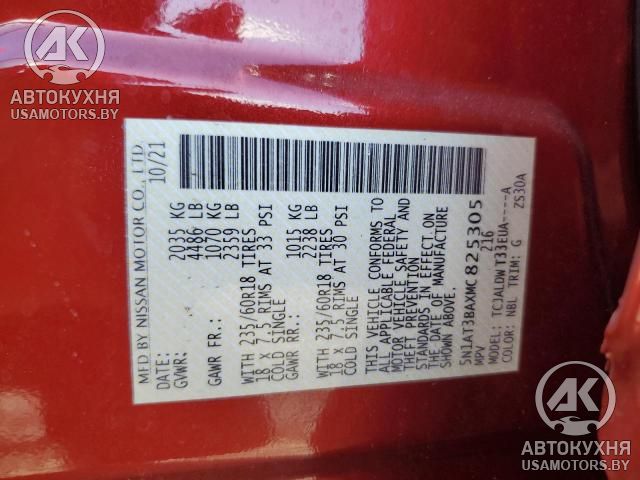 АВТОКУХНЯ
USAMOTORS.BY
MFD BY NISSAN MOTOR CO., LTD.
DATE: 10/21
GVWR: 2035 KG
4486 LB
GAWR FR.: 1070 KG
2359 LB
WITH 235/60R18 TIRES
18 X 7.5 RIMS AT 33 PSI
COLD SINGLE
GAWR RR: 1015 KG
2238 LB
WITH 235/60R18 TIRES
18 X 7.5 RIMS AT 30 PSI
COLD SINGLE
THIS VEHICLE CONFORMS TO
ALL APPLICABLE FEDERAL
MOTOR VEHICLE SAFETY AND
THEFT PREVENTION
STANDARDS IN EFFECT ON
THE DATE OF MANUFACTURE
SHOWN ABOVE.
5N1AT3BAXMC825305
MPV 216
MODEL: TCJALDW T33EUA----A
COLOR: NBL TRIM: G ZS30A
АВТОКУХНЯ
USAMOTORS.BY